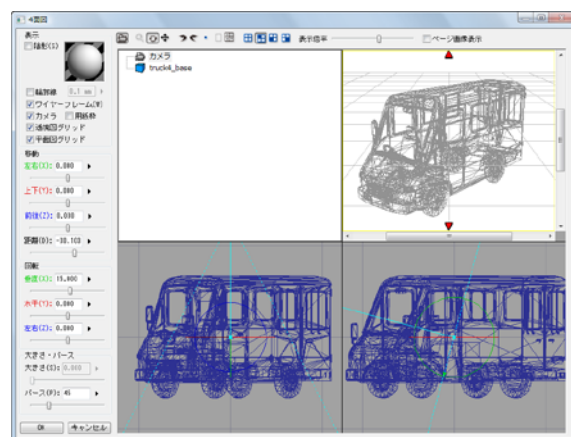 4面図
表示倍率
ページ画像表示
表示
陰影(S)
輪郭線 0.1 mm
ワイヤーフレーム(W)
カメラ 用紙枠
透視図グリッド
平面図グリッド
移動
左右(X): 0.000
上下(Y): 0.000
前後(Z): 0.000
距離(D): -30.100
回転
垂直(X): 15.000
水平(Y): 0.000
左右(Z): 0.000
大きさ・パース
大きさ(E): 0.000
パース(P): 45
OK キャンセル
カメラ
truck4_base